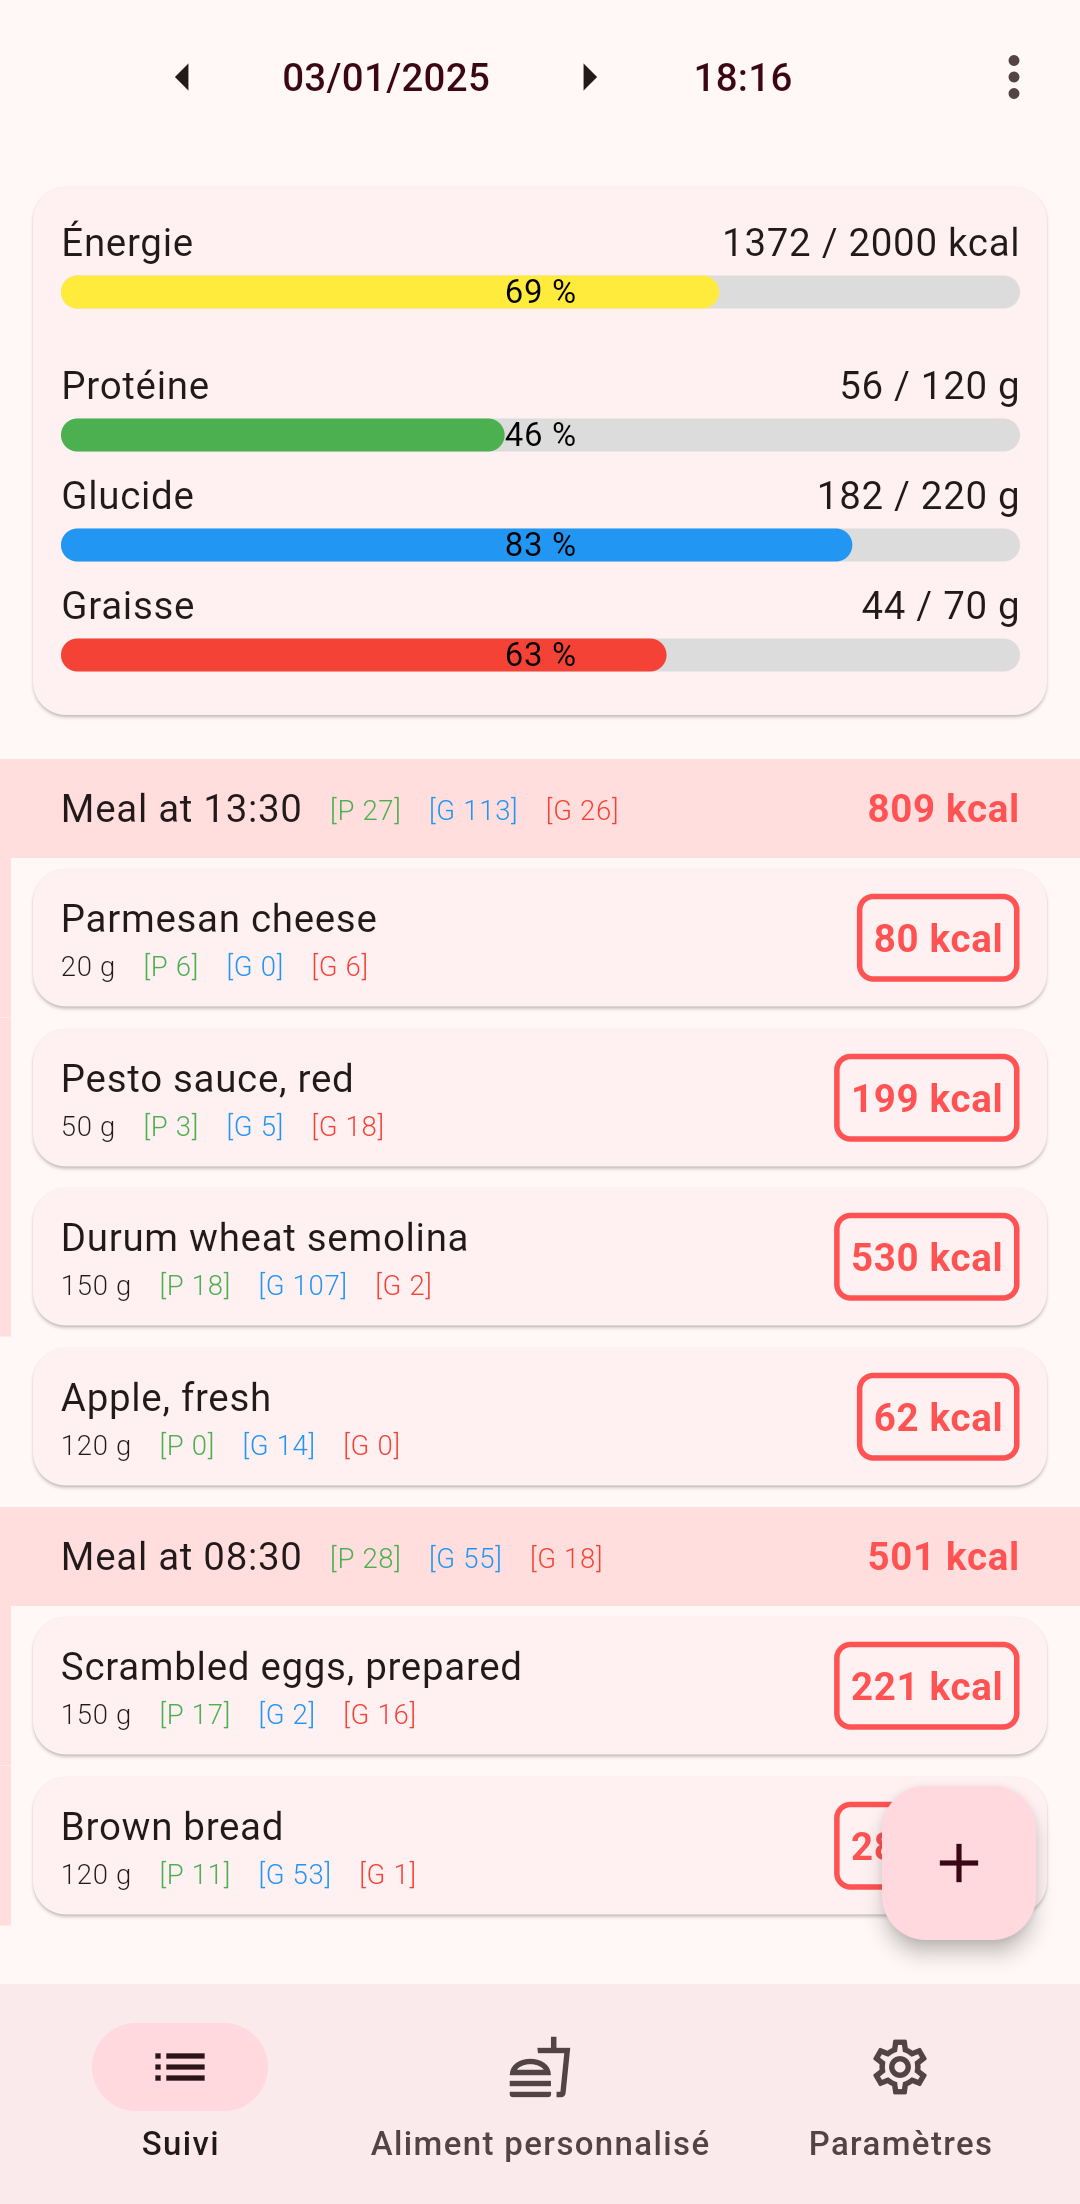 03/01/2025 18:16
Énergie 1372 / 2000 kcal
69 %
Protéine 56 / 120 g
46 %
Glucide 182 / 220 g
83 %
Graisse 44 / 70 g
63 %
Meal at 13:30 [P 27] [G 113] [G 26] 809 kcal
Parmesan cheese 80 kcal
20 g [P 6] [G 0] [G 6]
Pesto sauce, red 199 kcal
50 g [P 3] [G 5] [G 18]
Durum wheat semolina 530 kcal
150 g [P 18] [G 107] [G 2]
Apple, fresh 62 kcal
120 g [P 0] [G 14] [G 0]
Meal at 08:30 [P 28] [G 55] [G 18] 501 kcal
Scrambled eggs, prepared 221 kcal
150 g [P 17] [G 2] [G 16]
Brown bread
120 g [P 11] [G 53] [G 1]
Suivi Aliment personnalisé Paramètres